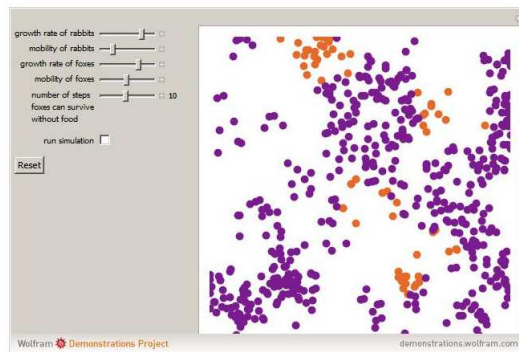 growth rate of rabbits
mobility of rabbits
growth rate of foxes
mobility of foxes
number of steps 10
foxes can survive
without food
run simulation
Reset
Wolfram Demonstrations Project demonstrations.wolfram.com